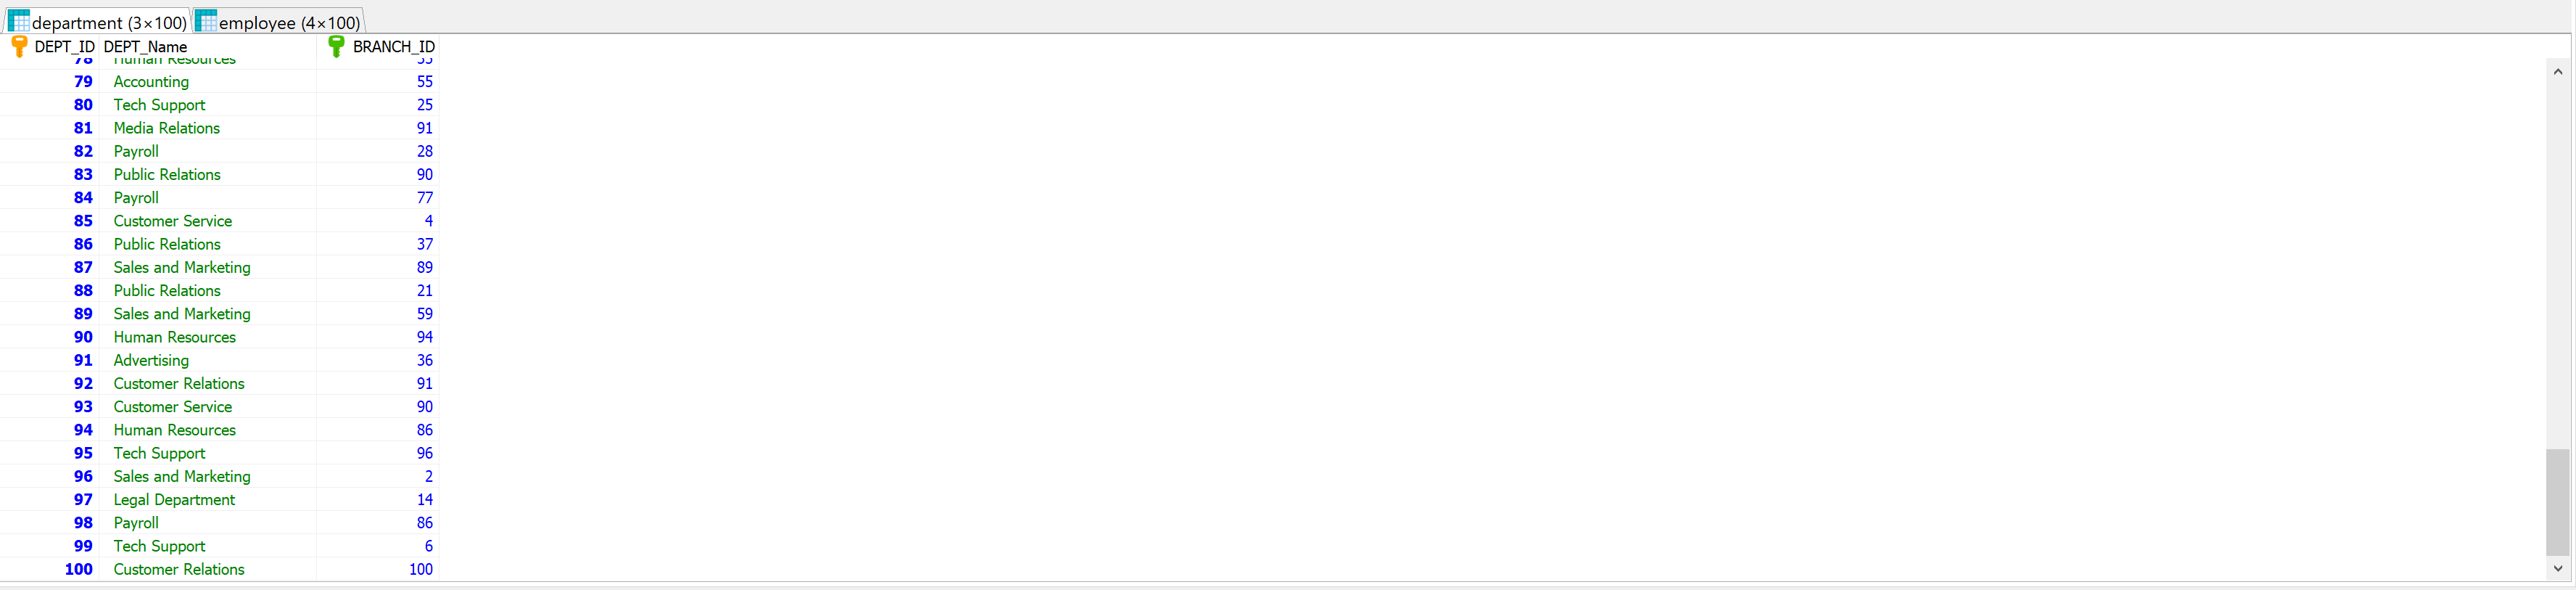 department (3×100) employee (4×100)
DEPT_ID DEPT_Name BRANCH_ID
78 Human Resources 55
79 Accounting 55
80 Tech Support 25
81 Media Relations 91
82 Payroll 28
83 Public Relations 90
84 Payroll 77
85 Customer Service 4
86 Public Relations 37
87 Sales and Marketing 89
88 Public Relations 21
89 Sales and Marketing 59
90 Human Resources 94
91 Advertising 36
92 Customer Relations 91
93 Customer Service 90
94 Human Resources 86
95 Tech Support 96
96 Sales and Marketing 2
97 Legal Department 14
98 Payroll 86
99 Tech Support 6
100 Customer Relations 100